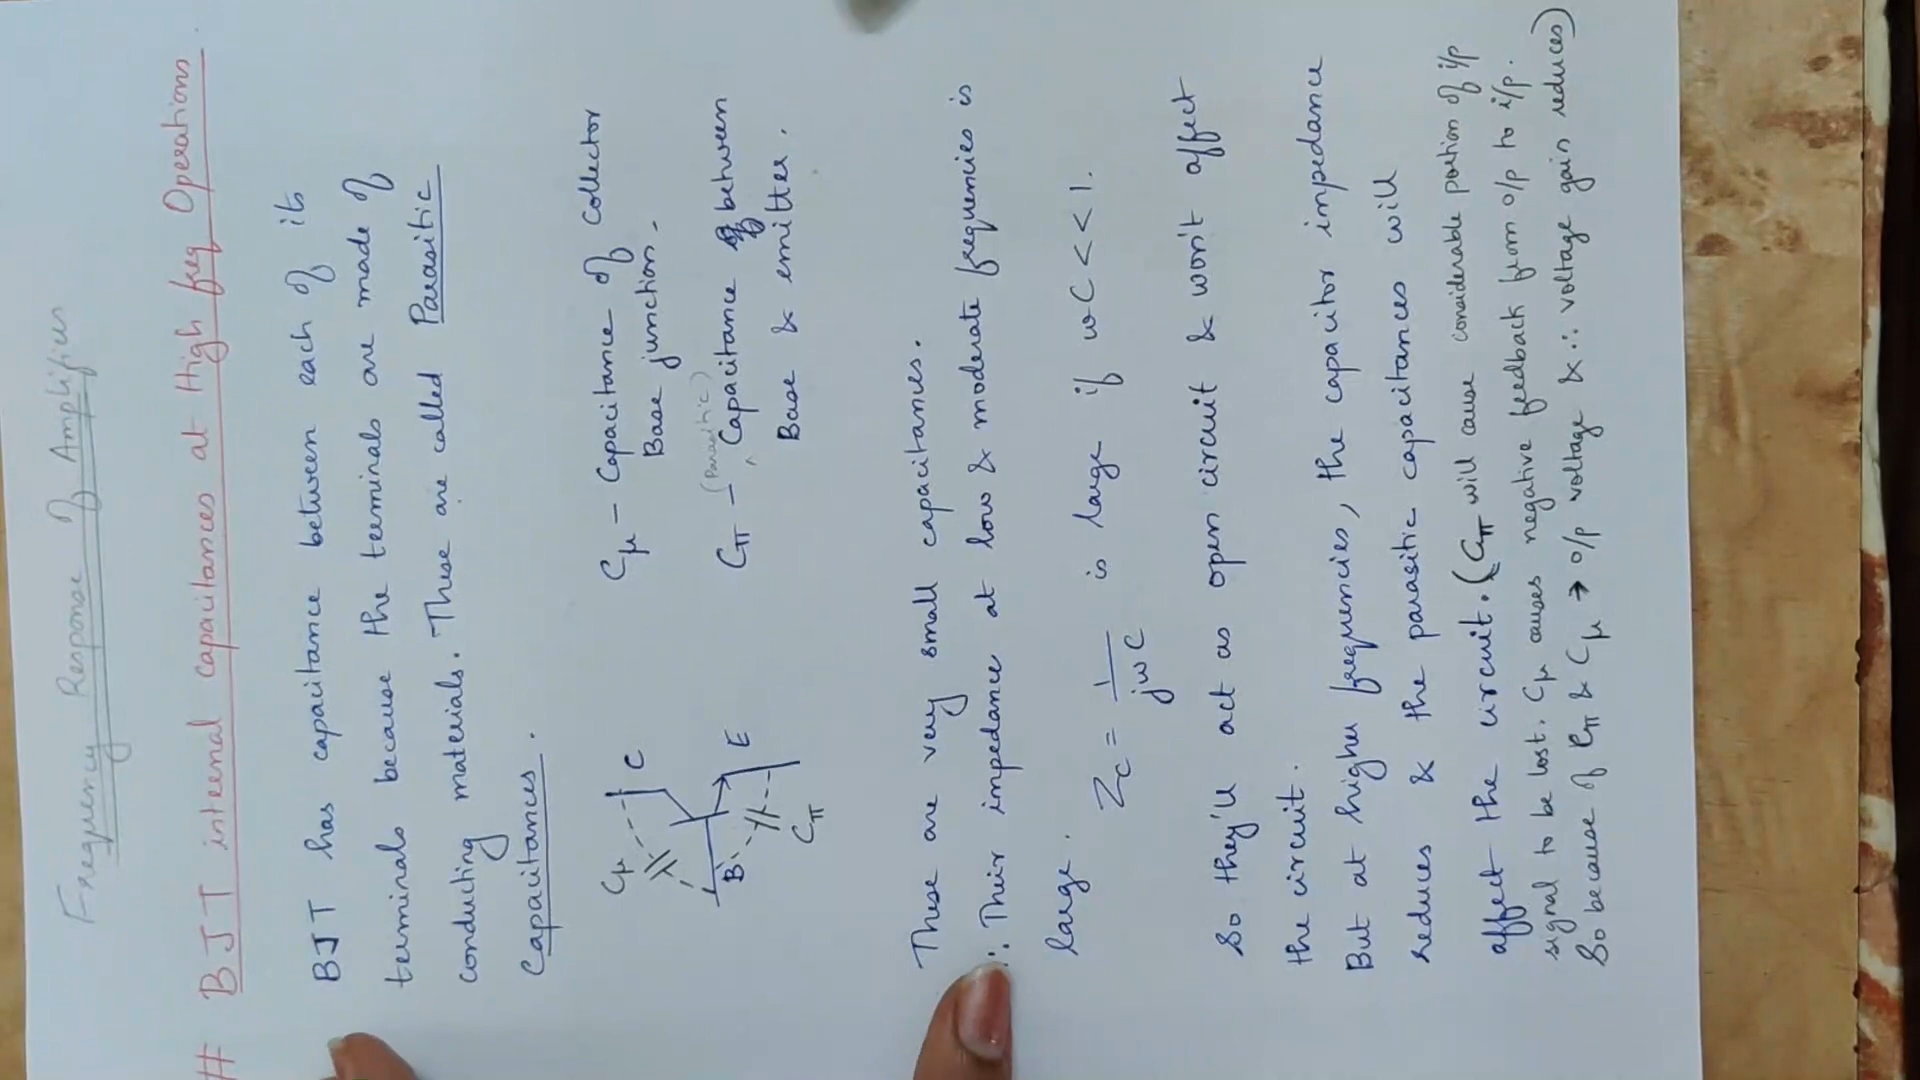 Frequency Response Of Amplifiers
# BJT internal capacitances at High freq Operations.
BJT has capacitance between each of its
terminals because the terminals are made of
conducting materials. These are called Parasitic
Capacitances.
Cμ
C
B
E
Cπ
Cμ - Capacitance of Collector
Base junction.
(Parasitic)
Cπ - Capacitance between
Base & emitter.
These are very small capacitances.
∴ Their impedance at low & moderate frequencies is
large.
Zc = 1/jωC is large if ωC << 1.
So they'll act as open circuit & won't affect
the circuit.
But at higher frequencies, the capacitor impedance
reduces & the parasitic capacitances will
affect the circuit. (Cπ will cause considerable portion of i/p
signal to be lost. Cμ causes negative feedback from o/p to i/p.
So because of Cπ & Cμ → o/p voltage & ∴ voltage gain reduces)